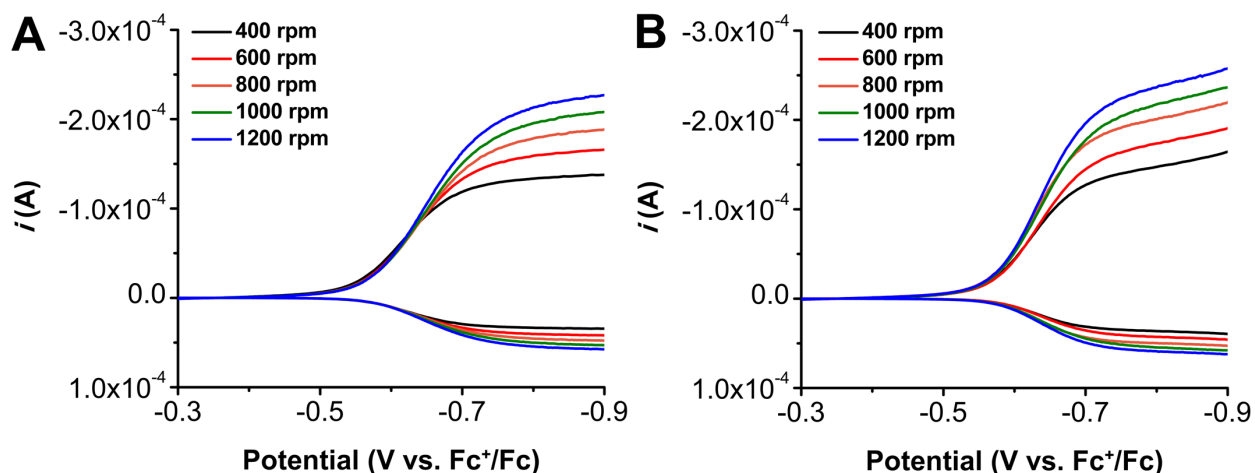 A
-3.0x10⁻⁴
-2.0x10⁻⁴
-1.0x10⁻⁴
0.0
1.0x10⁻⁴
i (A)
400 rpm
600 rpm
800 rpm
1000 rpm
1200 rpm
-0.3
-0.5
-0.7
-0.9
Potential (V vs. Fc⁺/Fc)
B
-3.0x10⁻⁴
-2.0x10⁻⁴
-1.0x10⁻⁴
0.0
1.0x10⁻⁴
i (A)
400 rpm
600 rpm
800 rpm
1000 rpm
1200 rpm
-0.3
-0.5
-0.7
-0.9
Potential (V vs. Fc⁺/Fc)